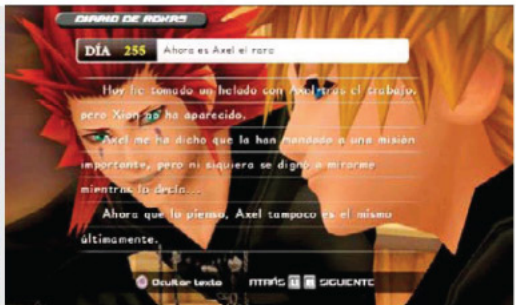 DIARIO DE ROXAS
DÍA 255 Ahora es Axel el raro
Hoy he tomado un helado con Axel tras el trabajo,
pero Xion no ha aparecido.
Axel me ha dicho que la han mandado a una misión
importante, pero ni siquiera se dignó a mirarme
mientras lo decía...
Ahora que lo pienso, Axel tampoco es el mismo
últimamente.
Ocultar texto ATRÁS L1 R1 SIGUIENTE